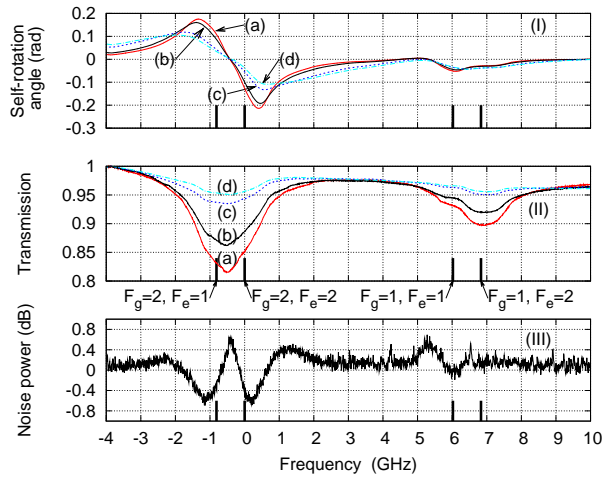 Self-rotation
angle (rad)
0.2
0.1
0
-0.1
-0.2
-0.3
(a)
(b)
(c)
(d)
(I)
Transmission
1
0.95
0.9
0.85
0.8
(d)
(c)
(b)
(a)
(II)
F_g=2, F_e=1
F_g=2, F_e=2
F_g=1, F_e=1
F_g=1, F_e=2
Noise power (dB)
0.8
0.4
0
-0.4
-0.8
(III)
-4 -3 -2 -1 0 1 2 3 4 5 6 7 8 9 10
Frequency (GHz)